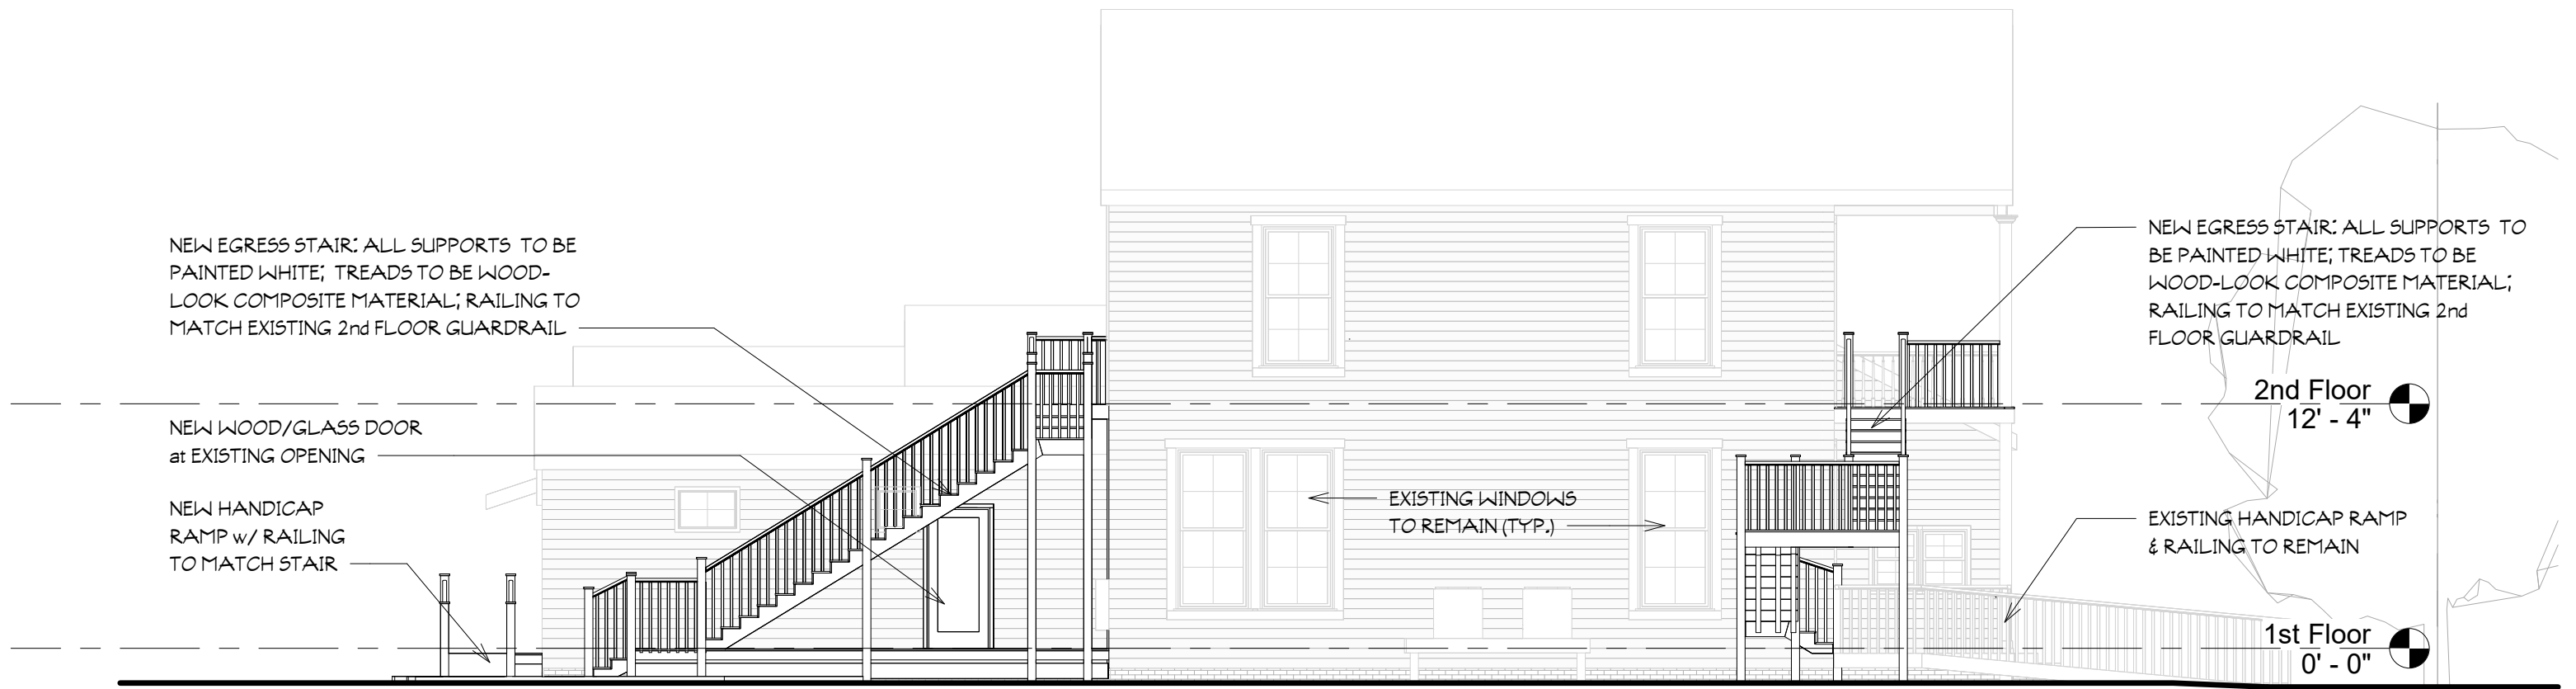 NEW EGRESS STAIR: ALL SUPPORTS TO BE
PAINTED WHITE; TREADS TO BE WOOD-
LOOK COMPOSITE MATERIAL; RAILING TO
MATCH EXISTING 2nd FLOOR GUARDRAIL
NEW WOOD/GLASS DOOR
at EXISTING OPENING
NEW HANDICAP
RAMP w/ RAILING
TO MATCH STAIR
EXISTING WINDOWS
TO REMAIN (TYP.)
NEW EGRESS STAIR: ALL SUPPORTS TO
BE PAINTED WHITE; TREADS TO BE
WOOD-LOOK COMPOSITE MATERIAL;
RAILING TO MATCH EXISTING 2nd
FLOOR GUARDRAIL
2nd Floor
12' - 4"
EXISTING HANDICAP RAMP
& RAILING TO REMAIN
1st Floor
0' - 0"